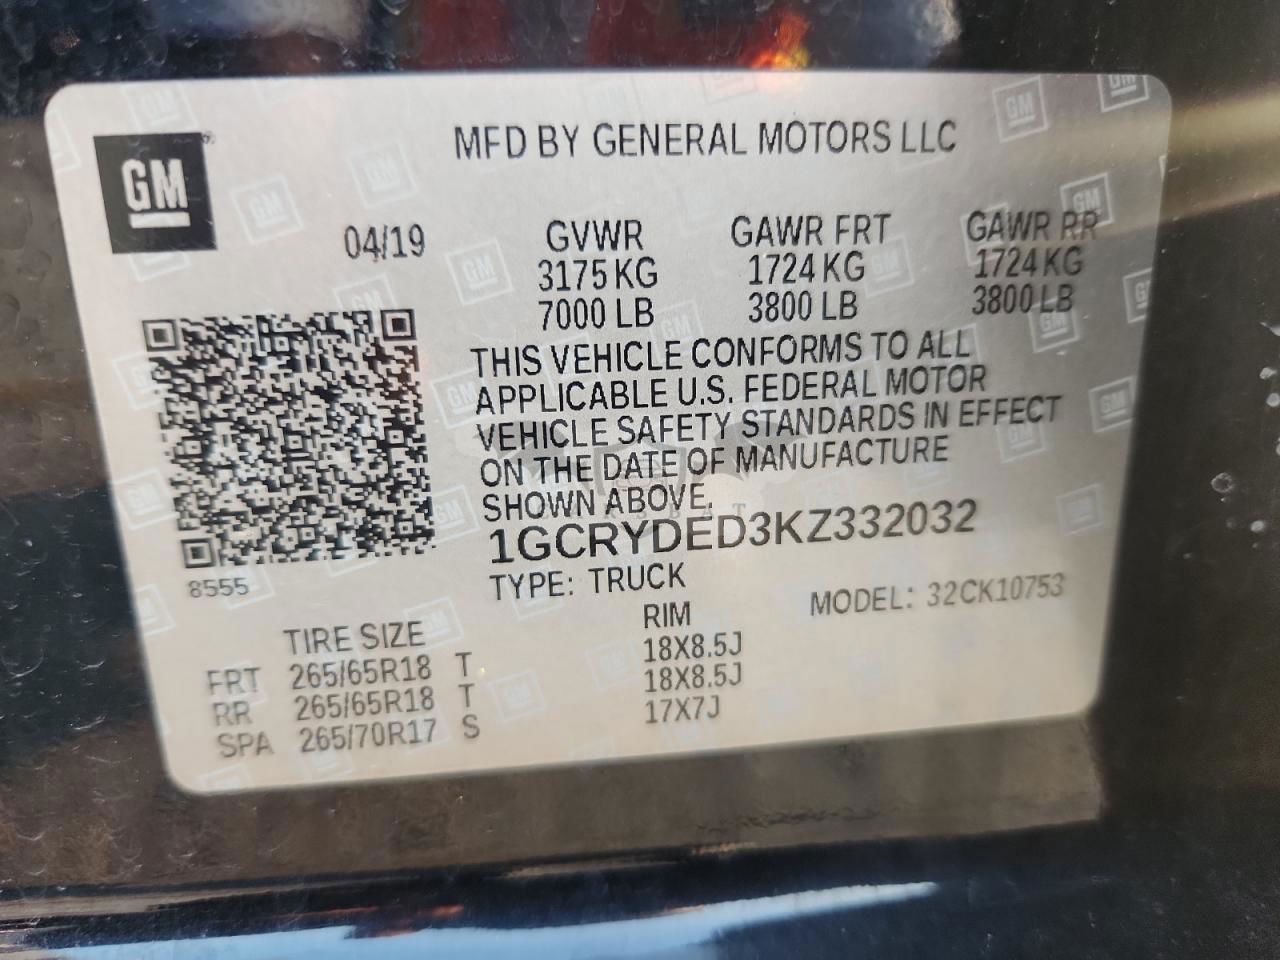 GM
MFD BY GENERAL MOTORS LLC
04/19 GVWR GAWR FRT GAWR RR
3175 KG 1724 KG 1724 KG
7000 LB 3800 LB 3800 LB
THIS VEHICLE CONFORMS TO ALL
APPLICABLE U.S. FEDERAL MOTOR
VEHICLE SAFETY STANDARDS IN EFFECT
ON THE DATE OF MANUFACTURE
SHOWN ABOVE.
1GCRYDED3KZ332032
8555 TYPE: TRUCK MODEL: 32CK10753
TIRE SIZE RIM
FRT 265/65R18 T 18X8.5J
RR 265/65R18 T 18X8.5J
SPA 265/70R17 S 17X7J